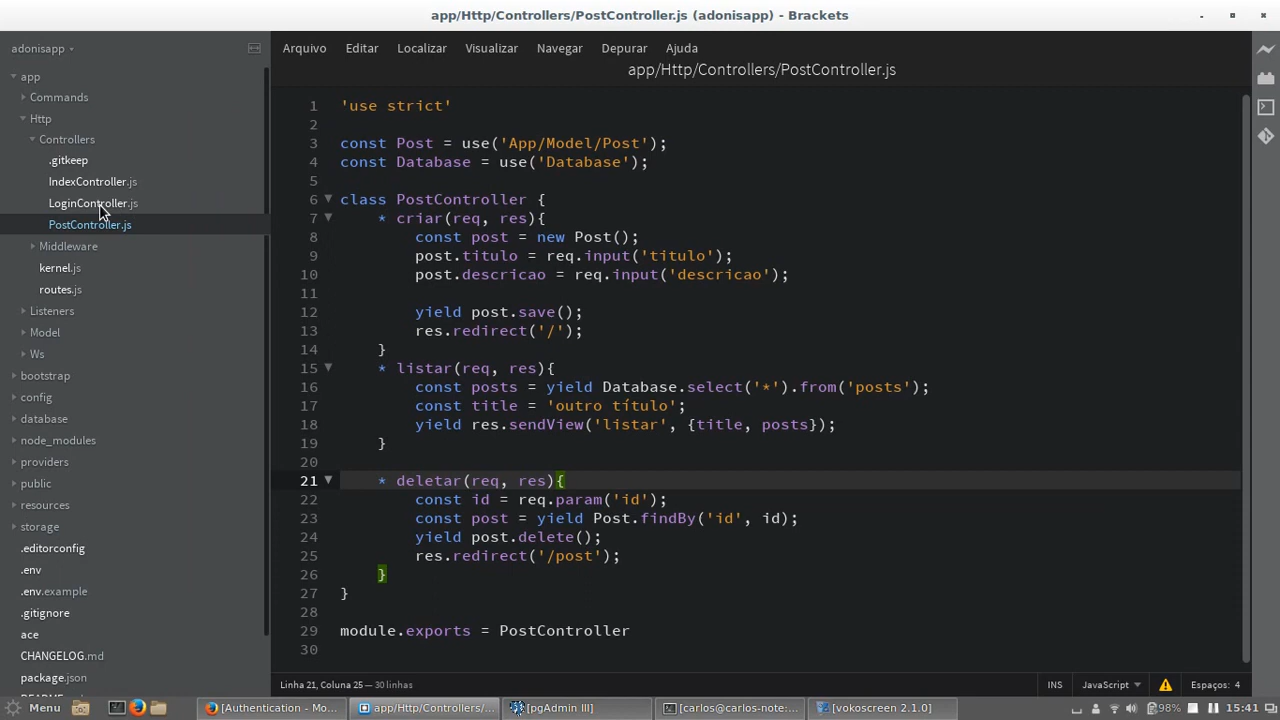 app/Http/Controllers/PostController.js (adonisapp) - Brackets
adonisapp
Arquivo Editar Localizar Visualizar Navegar Depurar Ajuda
app/Http/Controllers/PostController.js
app
Commands
Http
Controllers
.gitkeep
IndexController.js
LoginController.js
PostController.js
Middleware
kernel.js
routes.js
Listeners
Model
Ws
bootstrap
config
database
node_modules
providers
public
resources
storage
.editorconfig
.env
.env.example
.gitignore
ace
CHANGELOG.md
package.json
README.md
1 'use strict'
2
3 const Post = use('App/Model/Post');
4 const Database = use('Database');
5
6 class PostController {
7 * criar(req, res){
8 const post = new Post();
9 post.titulo = req.input('titulo');
10 post.descricao = req.input('descricao');
11
12 yield post.save();
13 res.redirect('/');
14 }
15 * listar(req, res){
16 const posts = yield Database.select('*').from('posts');
17 const title = 'outro título';
18 yield res.sendView('listar', {title, posts});
19 }
20
21 * deletar(req, res){
22 const id = req.param('id');
23 const post = yield Post.findBy('id', id);
24 yield post.delete();
25 res.redirect('/post');
26 }
27 }
28
29 module.exports = PostController
30
Linha 21, Coluna 25 — 30 linhas
INS JavaScript Espaços: 4
Menu
[Authentication - Mo...
app/Http/Controllers/...
[pgAdmin III]
[carlos@carlos-note:...
[vokoscreen 2.1.0]
98%
15:41